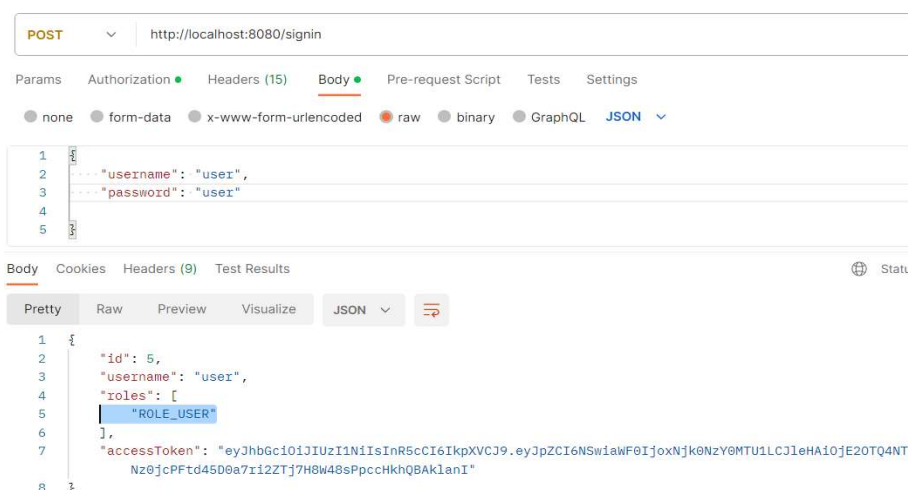 POST http://localhost:8080/signin
Params Authorization Headers (15) Body Pre-request Script Tests Settings
none form-data x-www-form-urlencoded raw binary GraphQL JSON
1 {
2 "username": "user",
3 "password": "user"
4
5 }
Body Cookies Headers (9) Test Results Statu
Pretty Raw Preview Visualize JSON
1 {
2 "id": 5,
3 "username": "user",
4 "roles": [
5 "ROLE_USER"
6 ],
7 "accessToken": "eyJhbGciOiJIUzI1NiIsInR5cCI6IkpXVCJ9.eyJpZCI6NSwiaWF0IjoxNjk0NzY0MTU1LCJleHAiOjE2OTQ4NT
Nz0jcPFtd45D0a7ri2ZTj7H8W48sPpccHkhQBAklanI"
8 }